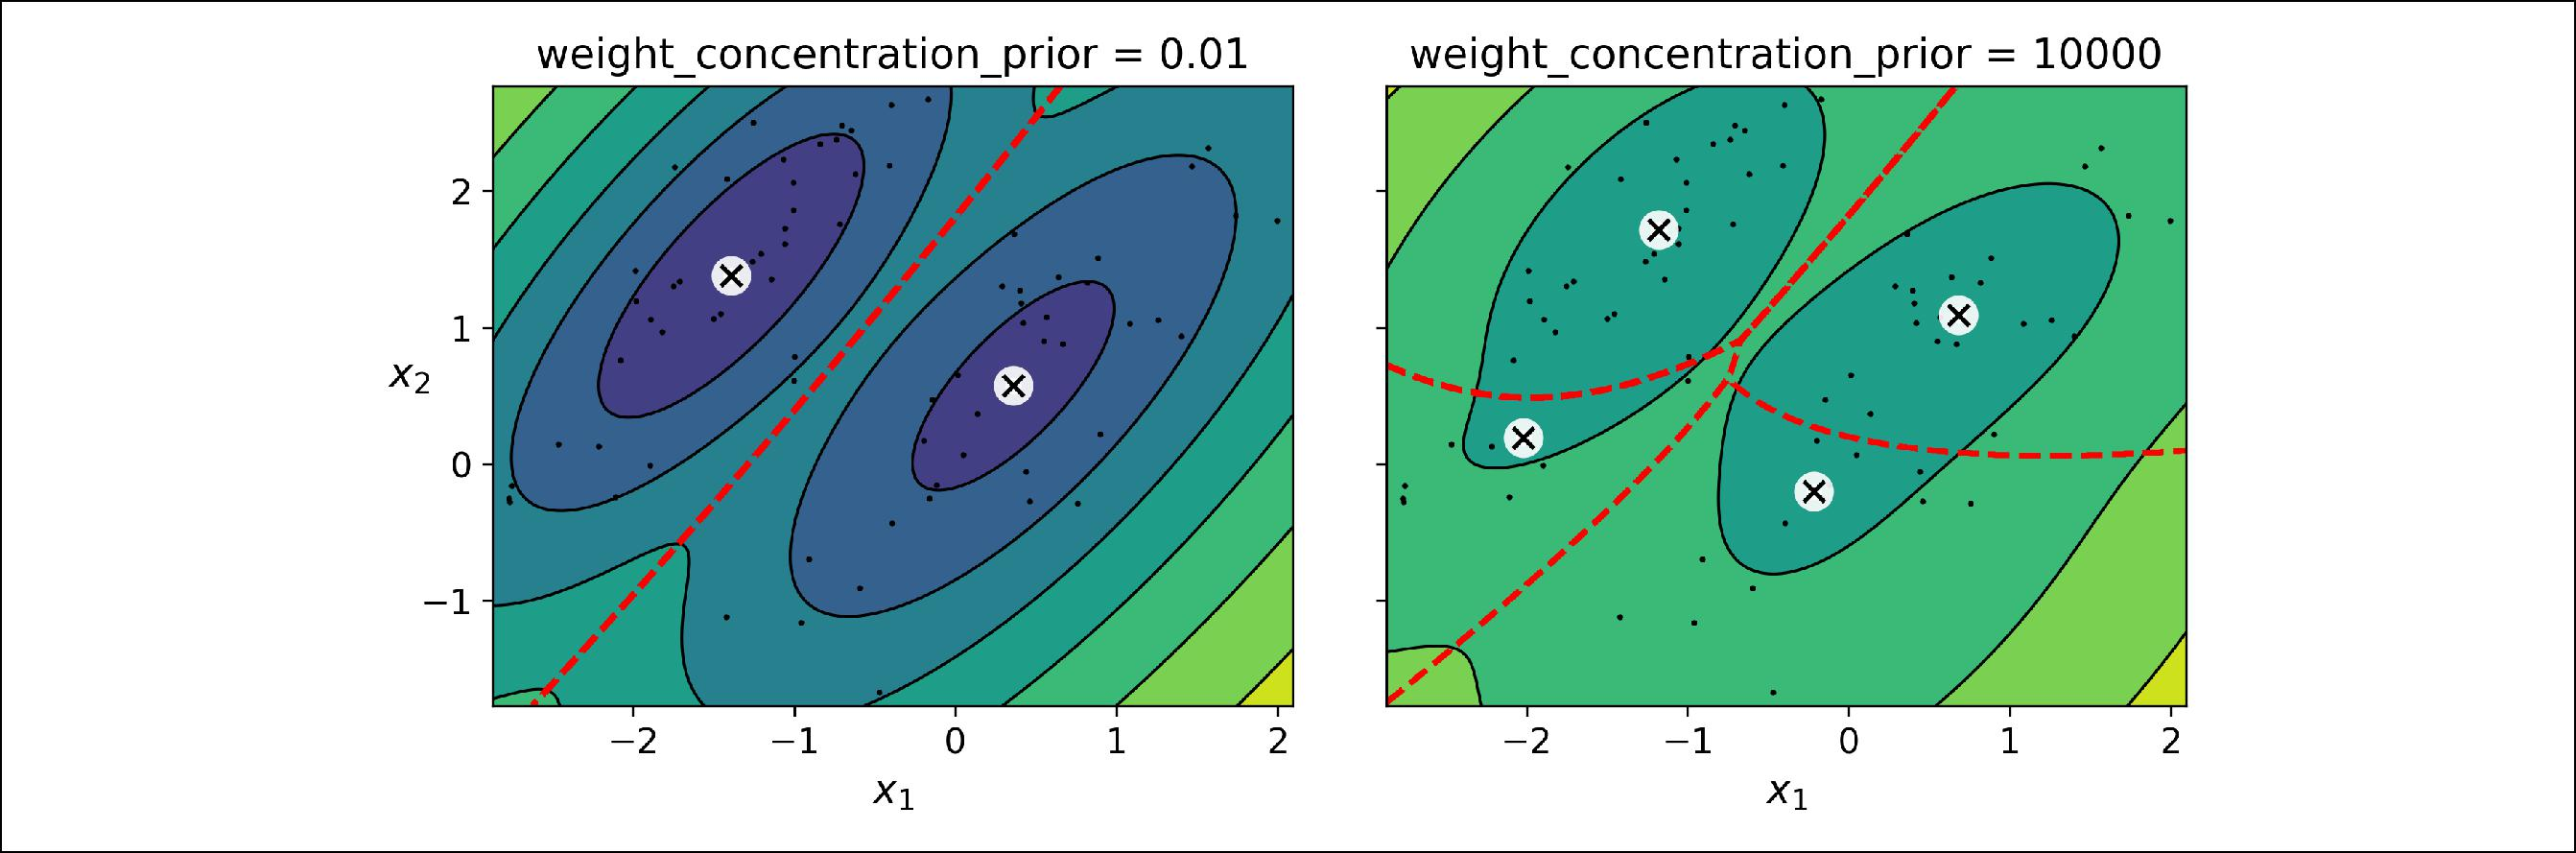 weight_concentration_prior = 0.01
2
1
0
−1
x2
−2 −1 0 1 2
x1
weight_concentration_prior = 10000
−2 −1 0 1 2
x1